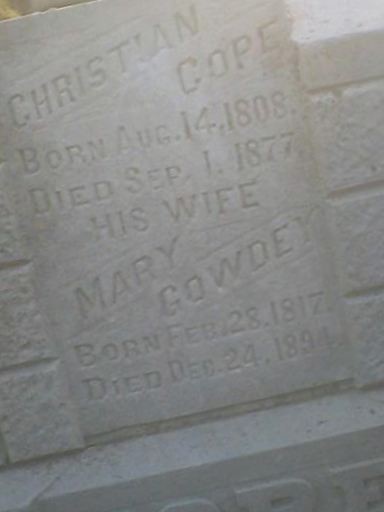 CHRISTIAN
COPE
BORN AUG. 14, 1808.
DIED SEP. 1, 1877.
HIS WIFE
MARY
GOWDEY
BORN FEB. 28, 1817.
DIED DEC. 24, 1894.
COPE